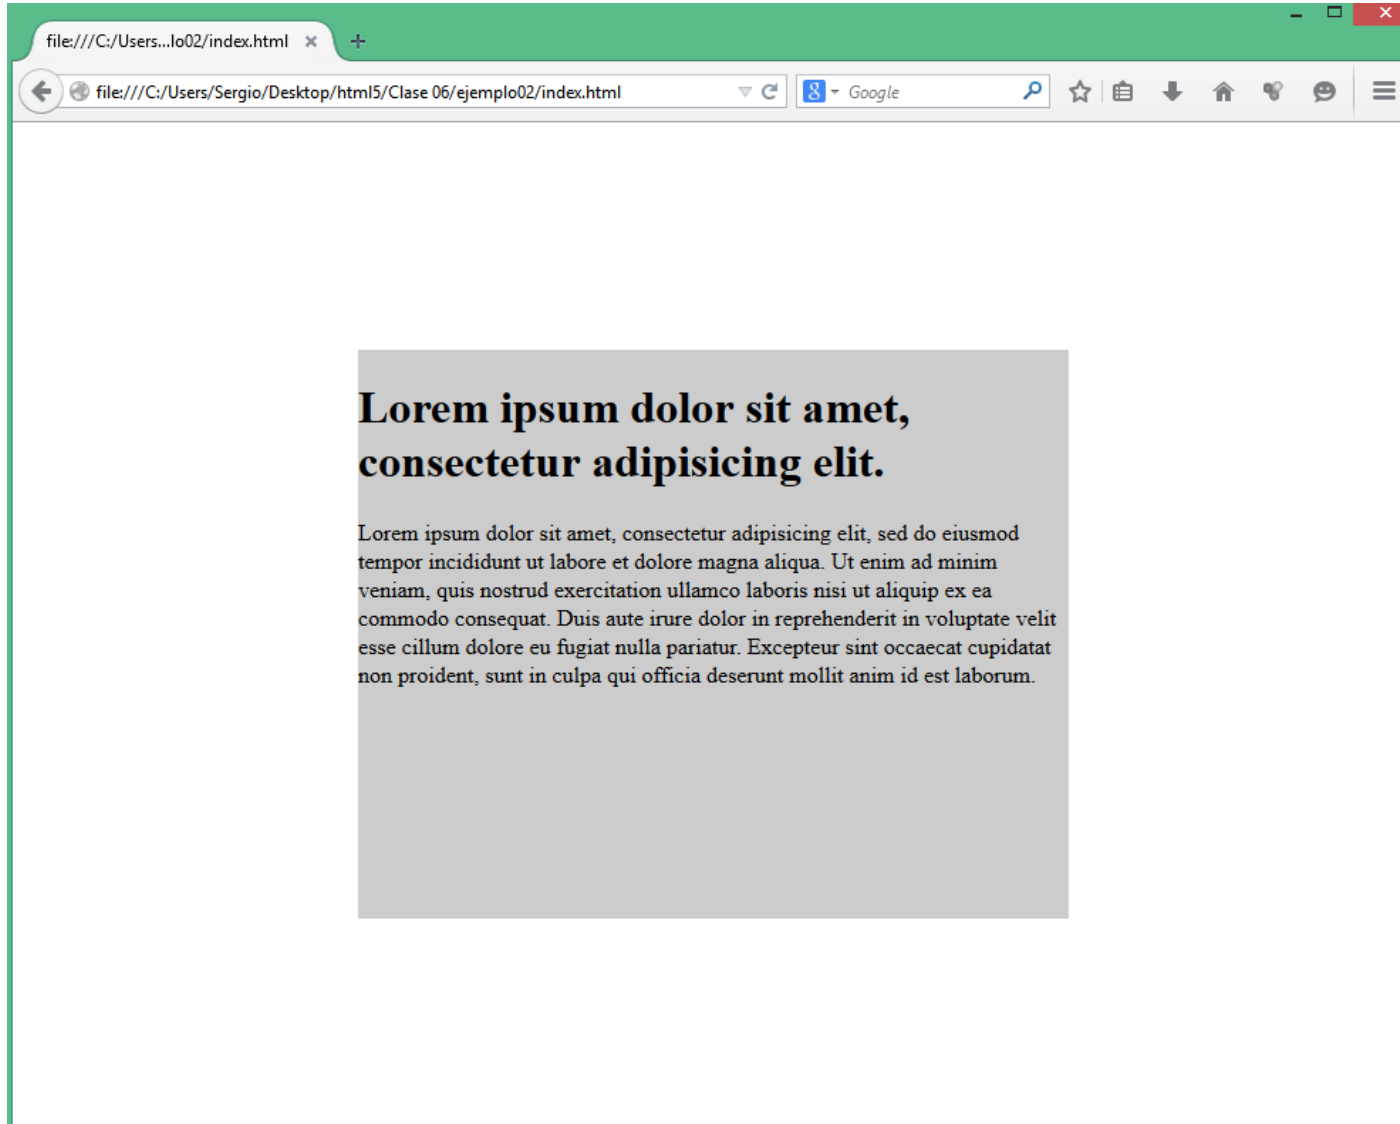 file:///C:/Users...lo02/index.html
file:///C:/Users/Sergio/Desktop/html5/Clase 06/ejemplo02/index.html
8 Google
Lorem ipsum dolor sit amet,
consectetur adipisicing elit.
Lorem ipsum dolor sit amet, consectetur adipisicing elit, sed do eiusmod
tempor incididunt ut labore et dolore magna aliqua. Ut enim ad minim
veniam, quis nostrud exercitation ullamco laboris nisi ut aliquip ex ea
commodo consequat. Duis aute irure dolor in reprehenderit in voluptate velit
esse cillum dolore eu fugiat nulla pariatur. Excepteur sint occaecat cupidatat
non proident, sunt in culpa qui officia deserunt mollit anim id est laborum.